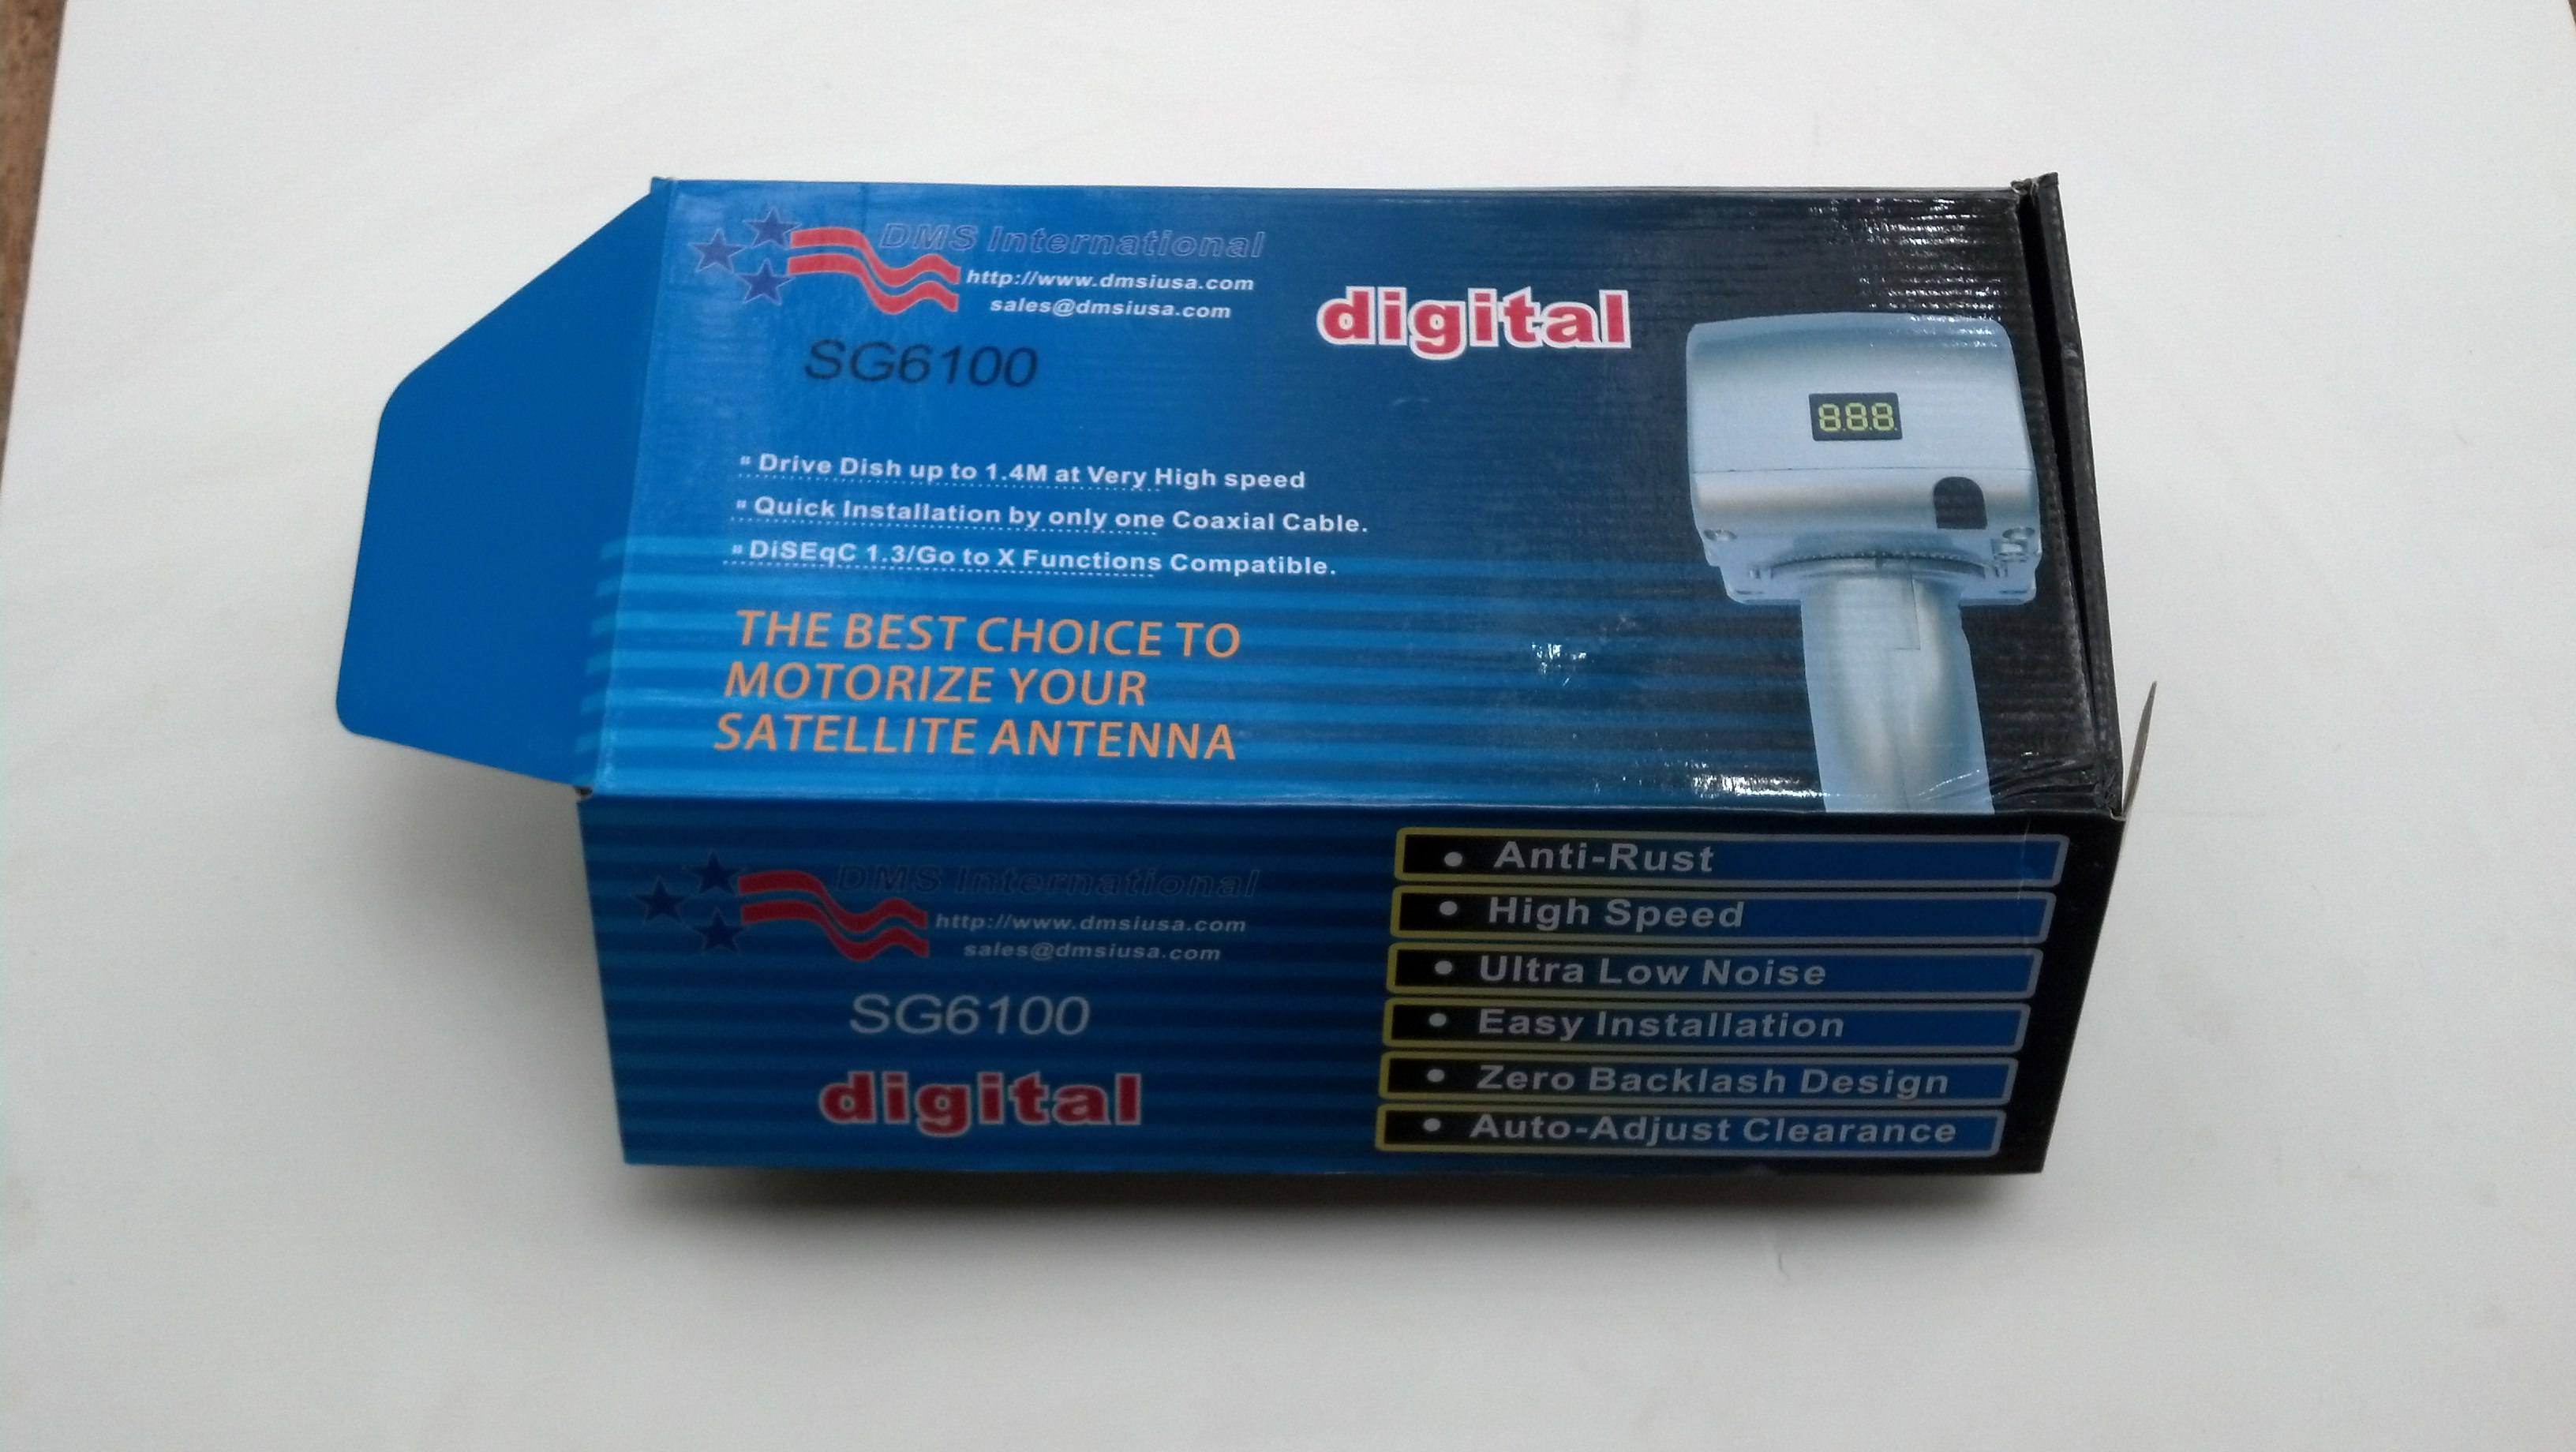 DMS International
http://www.dmsiusa.com
sales@dmsiusa.com
digital
SG6100
8.8.8.
Drive Dish up to 1.4M at Very High speed
Quick Installation by only one Coaxial Cable.
DiSEqC 1.3/Go to X Functions Compatible.
THE BEST CHOICE TO
MOTORIZE YOUR
SATELLITE ANTENNA
DMS International
http://www.dmsiusa.com
sales@dmsiusa.com
SG6100
digital
• Anti-Rust
• High Speed
• Ultra Low Noise
• Easy Installation
• Zero Backlash Design
• Auto-Adjust Clearance